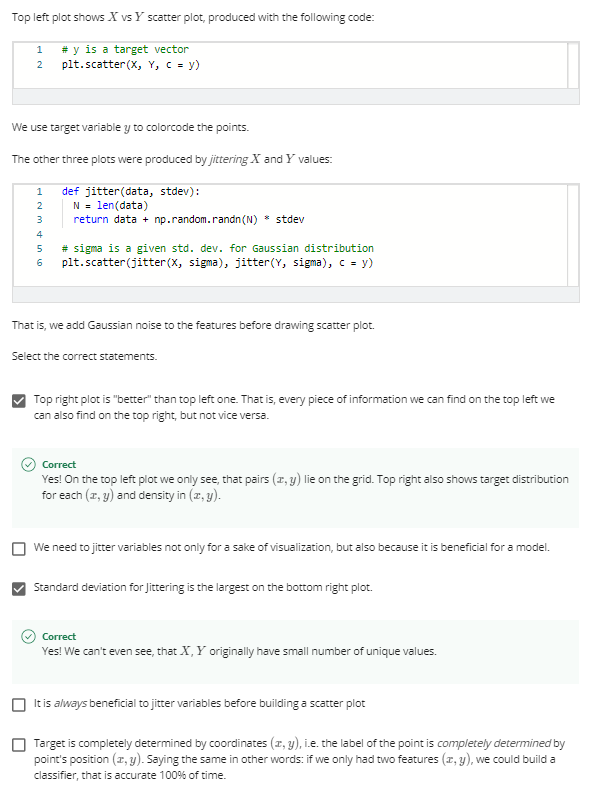 Top left plot shows X vs Y scatter plot, produced with the following code:
1 # y is a target vector
2 plt.scatter(X, Y, c = y)
We use target variable y to colorcode the points.
The other three plots were produced by jittering X and Y values:
1 def jitter(data, stdev):
2 N = len(data)
3 return data + np.random.randn(N) * stdev
4
5 # sigma is a given std. dev. for Gaussian distribution
6 plt.scatter(jitter(X, sigma), jitter(Y, sigma), c = y)
That is, we add Gaussian noise to the features before drawing scatter plot.
Select the correct statements.
Top right plot is "better" than top left one. That is, every piece of information we can find on the top left we
can also find on the top right, but not vice versa.
Correct
Yes! On the top left plot we only see, that pairs (x, y) lie on the grid. Top right also shows target distribution
for each (x, y) and density in (x, y).
We need to jitter variables not only for a sake of visualization, but also because it is beneficial for a model.
Standard deviation for Jittering is the largest on the bottom right plot.
Correct
Yes! We can't even see, that X, Y originally have small number of unique values.
It is always beneficial to jitter variables before building a scatter plot
Target is completely determined by coordinates (x, y), i.e. the label of the point is completely determined by
point's position (x, y). Saying the same in other words: if we only had two features (x, y), we could build a
classifier, that is accurate 100% of time.